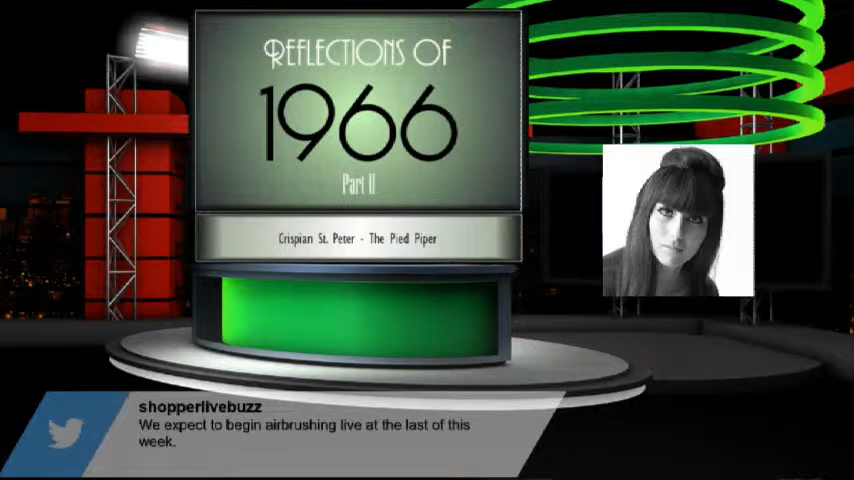 REFLECTIONS OF
1966
Part II
Crispian St. Peter - The Pied Piper
shopperlivebuzz
We expect to begin airbrushing live at the last of this
week.